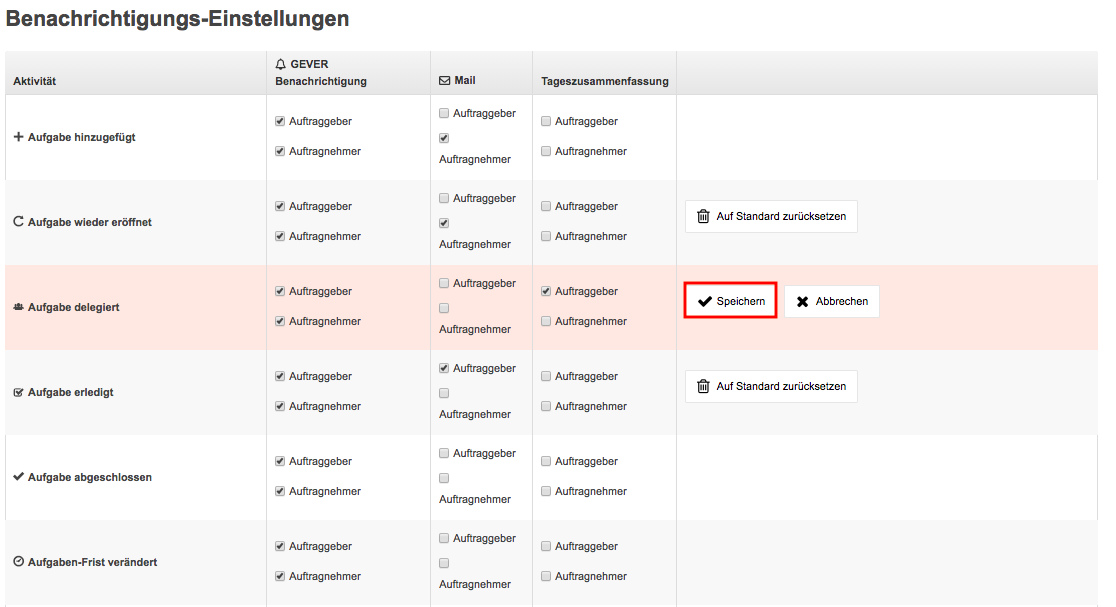 Benachrichtigungs-Einstellungen
Aktivität
GEVER
Benachrichtigung
Mail
Tageszusammenfassung
Aufgabe hinzugefügt
Auftraggeber
Auftragnehmer
Auftraggeber
Auftragnehmer
Auftraggeber
Auftragnehmer
Aufgabe wieder eröffnet
Auftraggeber
Auftragnehmer
Auftraggeber
Auftragnehmer
Auftraggeber
Auftragnehmer
Auf Standard zurücksetzen
Aufgabe delegiert
Auftraggeber
Auftragnehmer
Auftraggeber
Auftragnehmer
Auftraggeber
Auftragnehmer
Speichern
Abbrechen
Aufgabe erledigt
Auftraggeber
Auftragnehmer
Auftraggeber
Auftragnehmer
Auftraggeber
Auftragnehmer
Auf Standard zurücksetzen
Aufgabe abgeschlossen
Auftraggeber
Auftragnehmer
Auftraggeber
Auftragnehmer
Auftraggeber
Auftragnehmer
Aufgaben-Frist verändert
Auftraggeber
Auftragnehmer
Auftraggeber
Auftragnehmer
Auftraggeber
Auftragnehmer